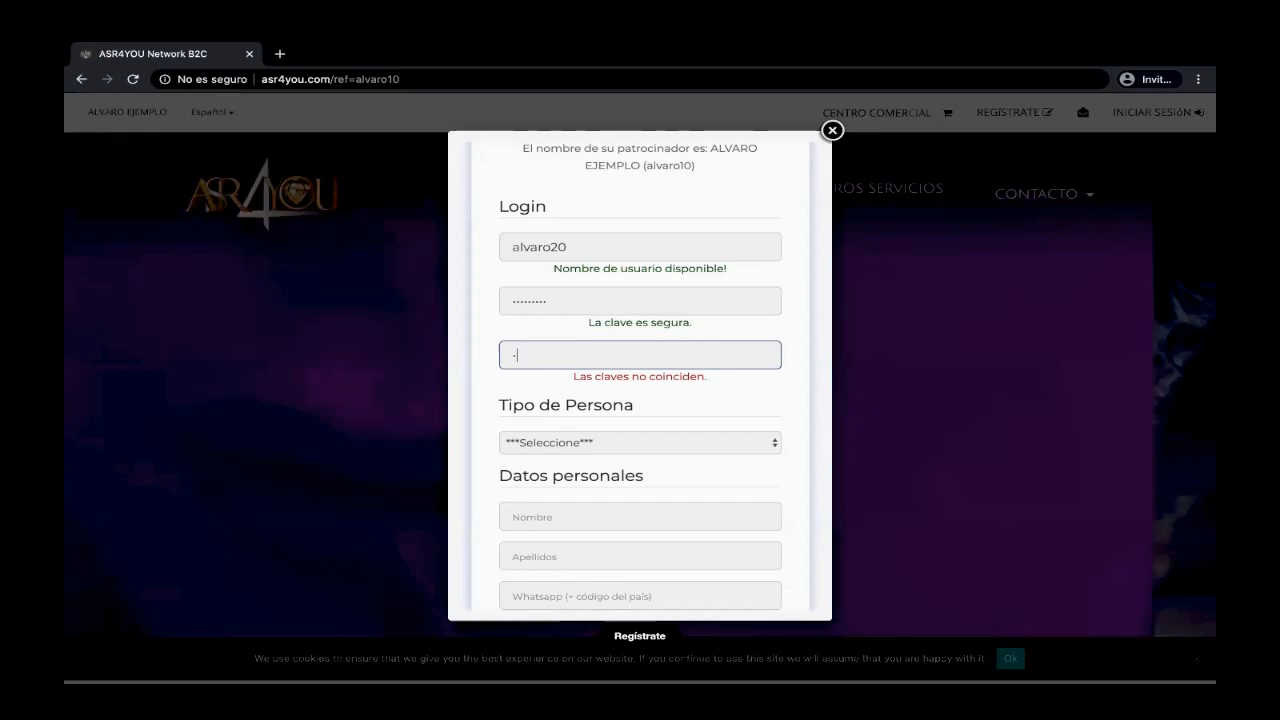 ASR4YOU Network B2C
No es seguro | asr4you.com/ref=alvaro10
Invit...
ALVARO EJEMPLO
Español
CENTRO COMERCIAL
REGÍSTRATE
INICIAR SESIÓN
ASR4YOU
ROS SERVICIOS
CONTACTO
El nombre de su patrocinador es: ALVARO
EJEMPLO (alvaro10)
Login
alvaro20
Nombre de usuario disponible!
La clave es segura.
Las claves no coinciden.
Tipo de Persona
***Seleccione***
Datos personales
Nombre
Apellidos
Whatsapp (+ código del país)
Regístrate
We use cookies to ensure that we give you the best experience on our website. If you continue to use this site we will assume that you are happy with it.
Ok